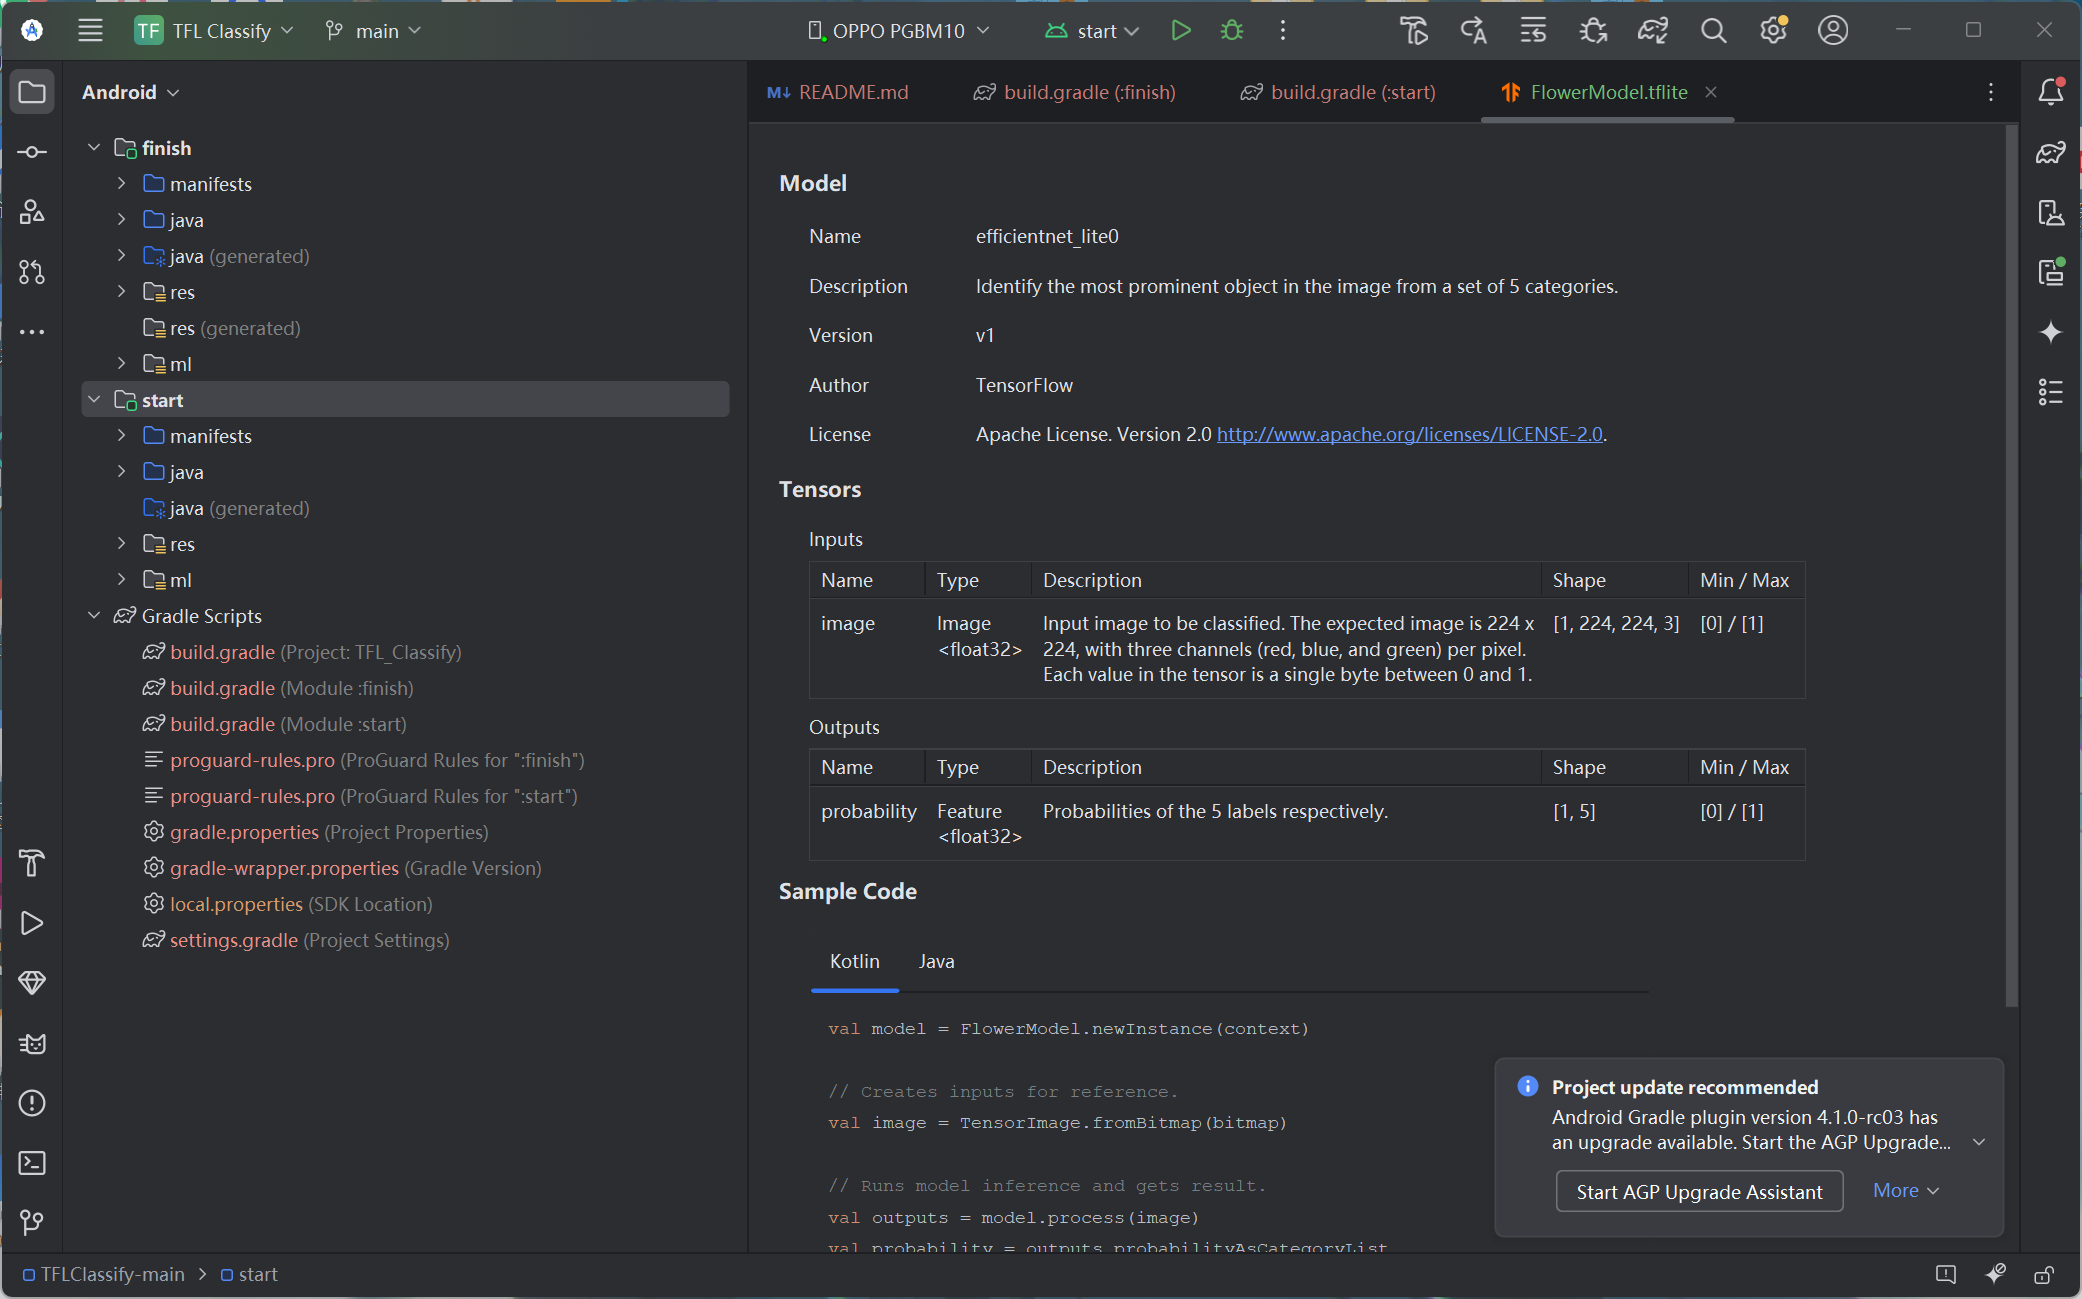 TF TFL Classify main OPPO PGBM10 start
Android
finish
manifests
java
java (generated)
res
res (generated)
ml
start
manifests
java
java (generated)
res
ml
Gradle Scripts
build.gradle (Project: TFL_Classify)
build.gradle (Module :finish)
build.gradle (Module :start)
proguard-rules.pro (ProGuard Rules for ":finish")
proguard-rules.pro (ProGuard Rules for ":start")
gradle.properties (Project Properties)
gradle-wrapper.properties (Gradle Version)
local.properties (SDK Location)
settings.gradle (Project Settings)
README.md build.gradle (:finish) build.gradle (:start) FlowerModel.tflite
Model
Name efficientnet_lite0
Description Identify the most prominent object in the image from a set of 5 categories.
Version v1
Author TensorFlow
License Apache License. Version 2.0 http://www.apache.org/licenses/LICENSE-2.0.
Tensors
Inputs
Name Type Description Shape Min / Max
image Image Input image to be classified. The expected image is 224 x [1, 224, 224, 3] [0] / [1]
<float32> 224, with three channels (red, blue, and green) per pixel.
Each value in the tensor is a single byte between 0 and 1.
Outputs
Name Type Description Shape Min / Max
probability Feature Probabilities of the 5 labels respectively. [1, 5] [0] / [1]
<float32>
Sample Code
Kotlin Java
val model = FlowerModel.newInstance(context)
// Creates inputs for reference.
val image = TensorImage.fromBitmap(bitmap)
// Runs model inference and gets result.
val outputs = model.process(image)
val probability = outputs.probabilityAsCategoryList
Project update recommended
Android Gradle plugin version 4.1.0-rc03 has
an upgrade available. Start the AGP Upgrade...
Start AGP Upgrade Assistant More
TFLClassify-main > start